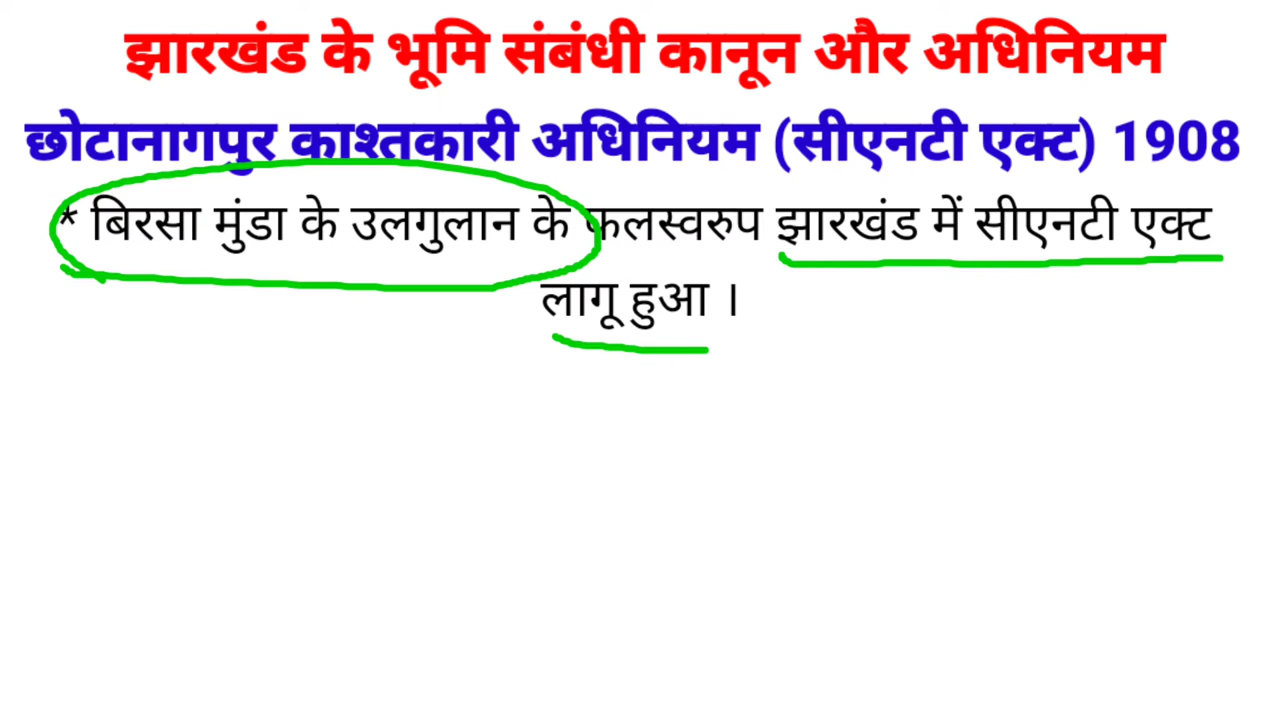 झारखंड के भूमि संबंधी कानून और अधिनियम
छोटानागपुर काश्तकारी अधिनियम (सीएनटी एक्ट) 1908
* बिरसा मुंडा के उलगुलान के फलस्वरुप झारखंड में सीएनटी एक्ट
लागू हुआ ।